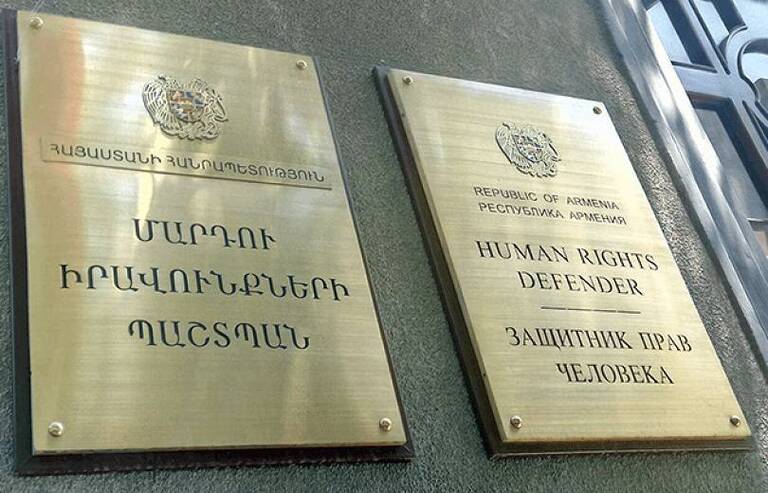 ՀԱՅԱՍՏԱՆԻ ՀԱՆՐԱՊԵՏՈՒԹՅՈՒՆ
ՄԱՐԴՈՒ
ԻՐԱՎՈՒՆՔՆԵՐԻ
ՊԱՇՏՊԱՆ
REPUBLIC OF ARMENIA
РЕСПУБЛИКА АРМЕНИЯ
HUMAN RIGHTS
DEFENDER
ЗАЩИТНИК ПРАВ
ЧЕЛОВЕКА